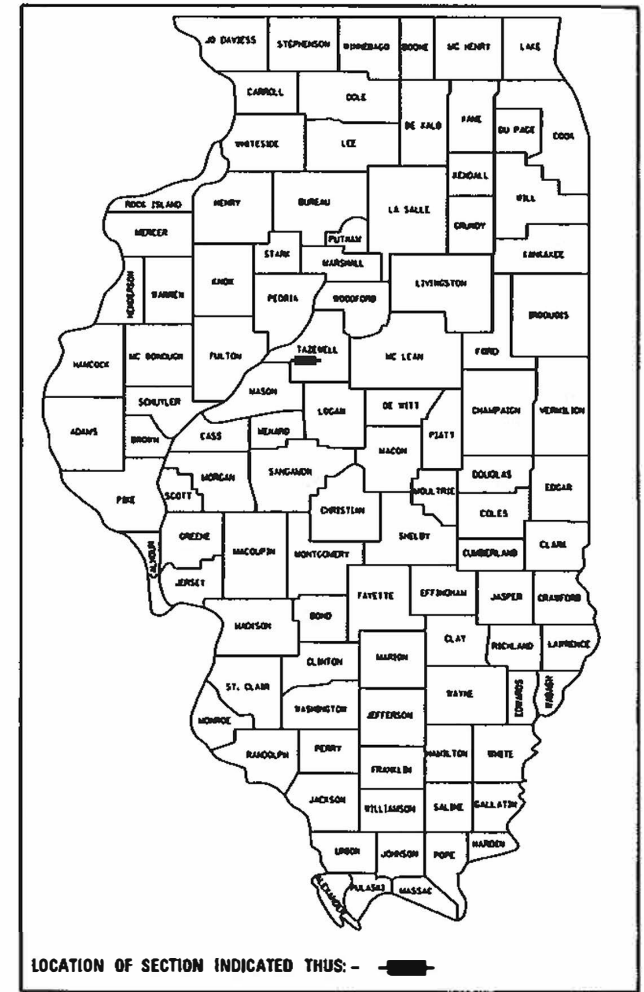 JO DAVIESS STEPHENSON WINNEBAGO BOONE MC HENRY LAKE
CARROLL OGLE
DE KALB KANE DU PAGE COOK
WHITESIDE LEE
KENDALL
ROCK ISLAND HENRY BUREAU LA SALLE GRUNDY WILL
MERCER
PUTNAM
STARK MARSHALL KANKAKEE
HENDERSON WARREN KNOX PEORIA WOODFORD LIVINGSTON
IROQUOIS
HANCOCK MC DONOUGH FULTON TAZEWELL MC LEAN FORD
MASON
SCHUYLER LOGAN DE WITT CHAMPAIGN VERMILION
ADAMS BROWN CASS MENARD PIATT
MACON
PIKE SCOTT MORGAN SANGAMON MOULTRIE DOUGLAS EDGAR
CHRISTIAN COLES
CALHOUN GREENE MACOUPIN MONTGOMERY SHELBY
CUMBERLAND CLARK
JERSEY
FAYETTE EFFINGHAM JASPER CRAWFORD
MADISON BOND
CLAY RICHLAND LAWRENCE
CLINTON MARION
ST. CLAIR WAYNE EDWARDS WABASH
MONROE WASHINGTON JEFFERSON
RANDOLPH PERRY HAMILTON WHITE
FRANKLIN
JACKSON WILLIAMSON SALINE GALLATIN
UNION JOHNSON POPE HARDIN
ALEXANDER PULASKI MASSAC
LOCATION OF SECTION INDICATED THUS: -